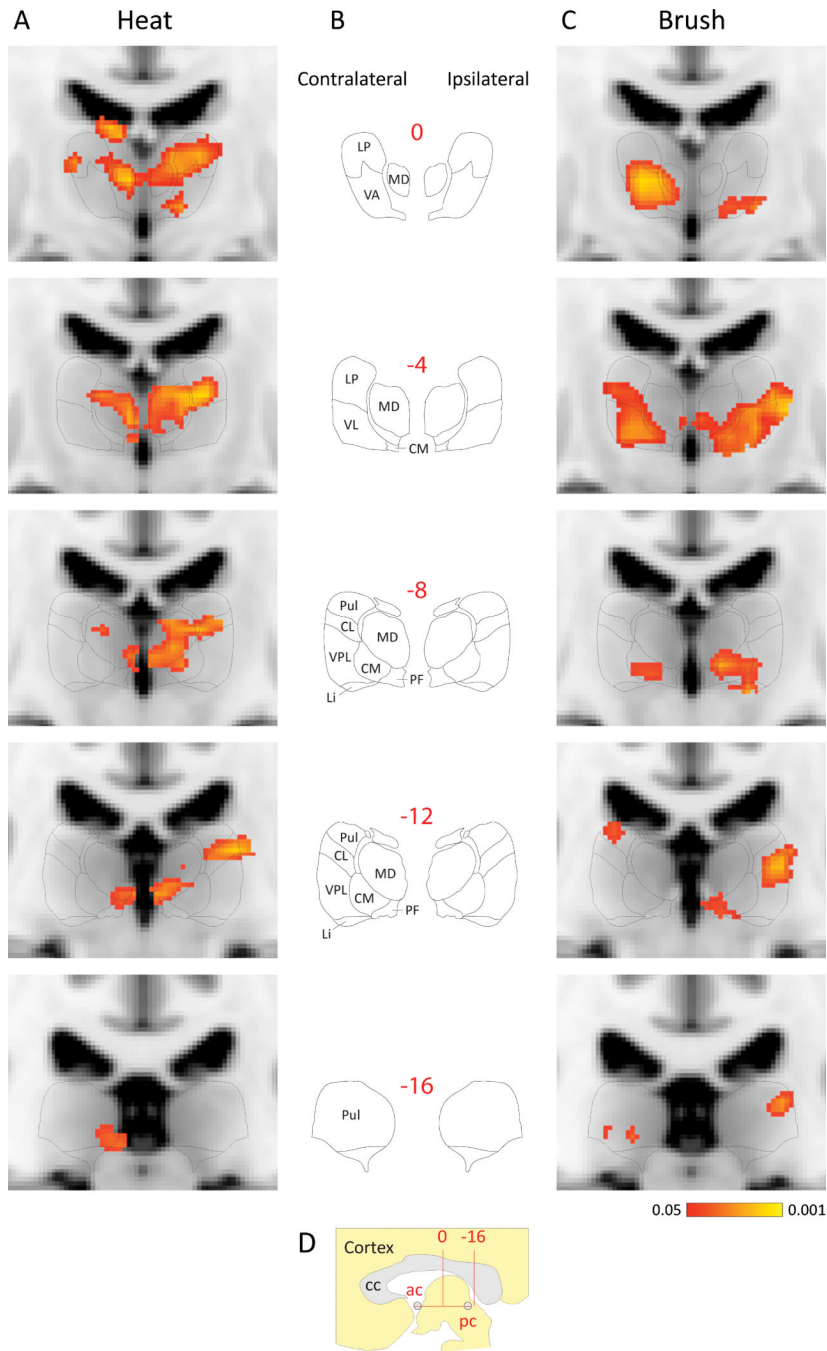 A Heat B C Brush
Contralateral Ipsilateral
0
LP
MD
VA
-4
LP
MD
VL
CM
-8
Pul
CL
MD
VPL
CM
PF
Li
-12
Pul
CL
MD
VPL
CM
PF
Li
-16
Pul
0.05 0.001
D
0 -16
Cortex
cc
ac
pc